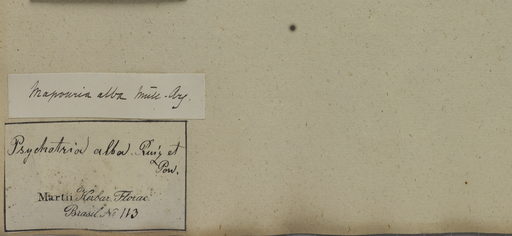 Mapouria alba Müll. Arg.
Psychotria alba. Ruiz et
Pav.
Martii Herbar. Florae
Brasil. No 113